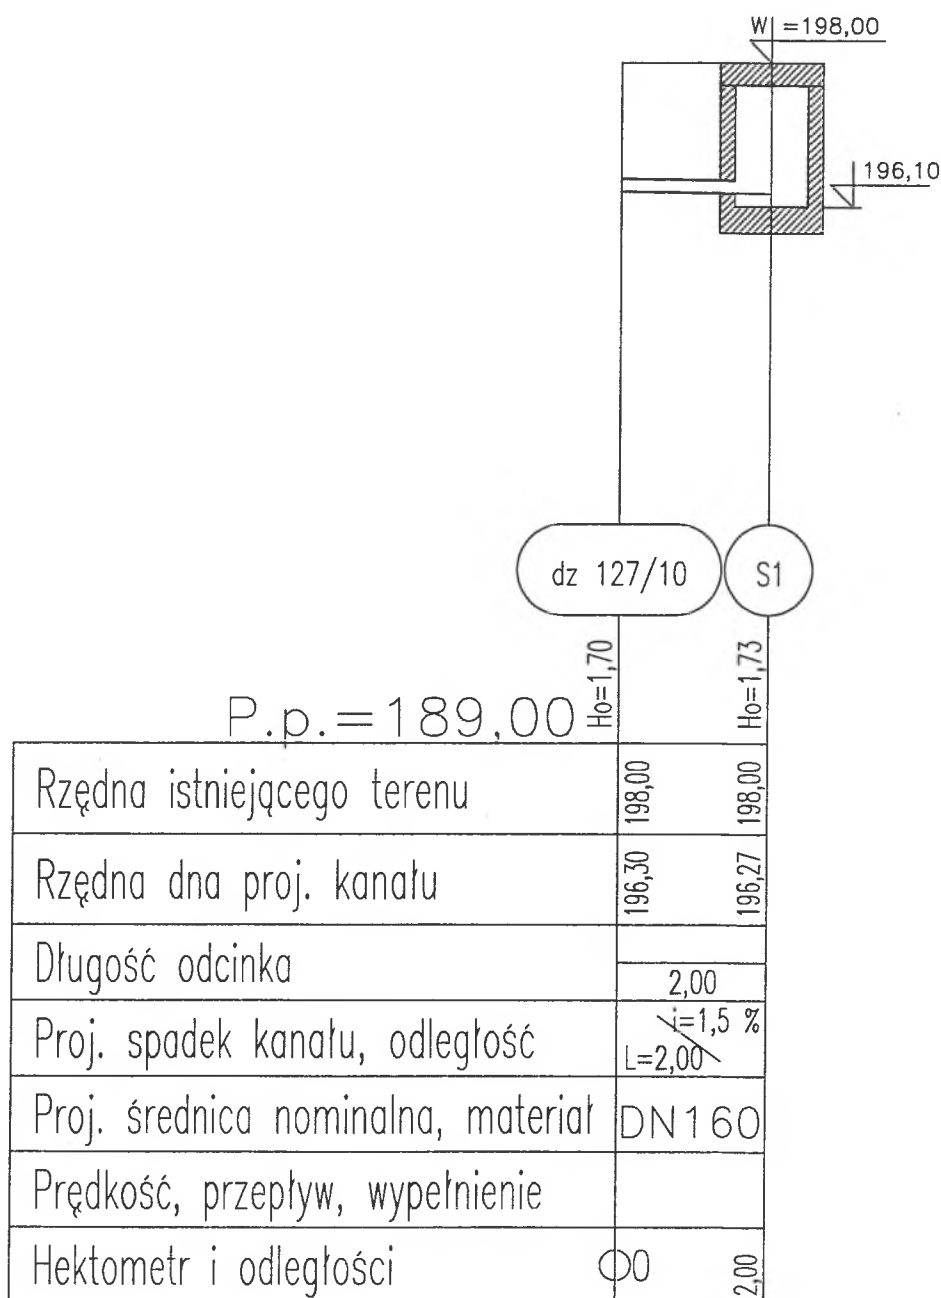 W =198,00
196,10
dz 127/10
S1
Ho=1,70
Ho=1,73
P.p.=189,00
Rzędna istniejącego terenu
198,00
198,00
Rzędna dna proj. kanału
196,30
196,27
Długość odcinka
2,00
Proj. spadek kanału, odległość
i=1,5 %
L=2,00
Proj. średnica nominalna, materiał
DN160
Prędkość, przepływ, wypełnienie
Hektometr i odległości
0
2,00